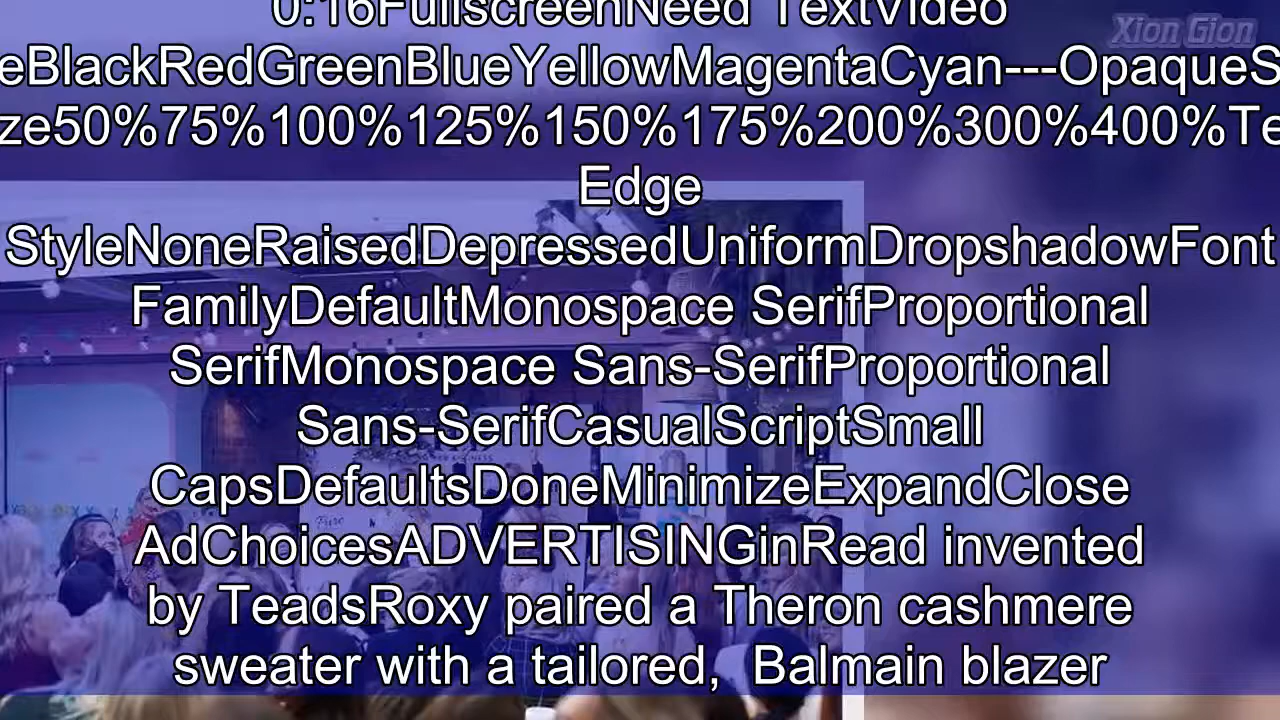 0:16FullscreenNeed TextVideo
Xion Gion
eBlackRedGreenBlueYellowMagentaCyan---OpaqueS
ze50%75%100%125%150%175%200%300%400%Te
Edge
StyleNoneRaisedDepressedUniformDropshadowFont
FamilyDefaultMonospace SerifProportional
SerifMonospace Sans-SerifProportional
Sans-SerifCasualScriptSmall
CapsDefaultsDoneMinimizeExpandClose
AdChoicesADVERTISINGinRead invented
by TeadsRoxy paired a Theron cashmere
sweater with a tailored, Balmain blazer